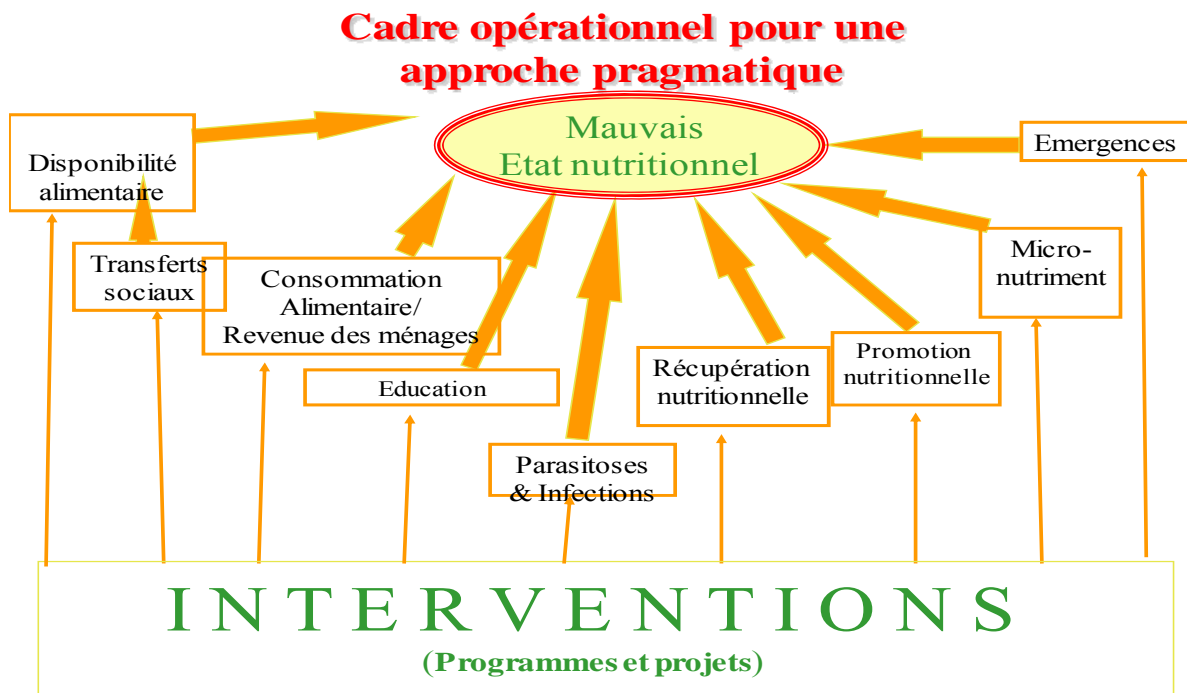 Cadre opérationnel pour une
approche pragmatique
Mauvais
Etat nutritionnel
Disponibilité
alimentaire
Emergences
Transferts
sociaux
Consommation
Alimentaire/
Revenue des ménages
Micro-
nutriment
Education
Récupération
nutritionnelle
Promotion
nutritionnelle
Parasitoses
& Infections
INTERVENTIONS
(Programmes et projets)